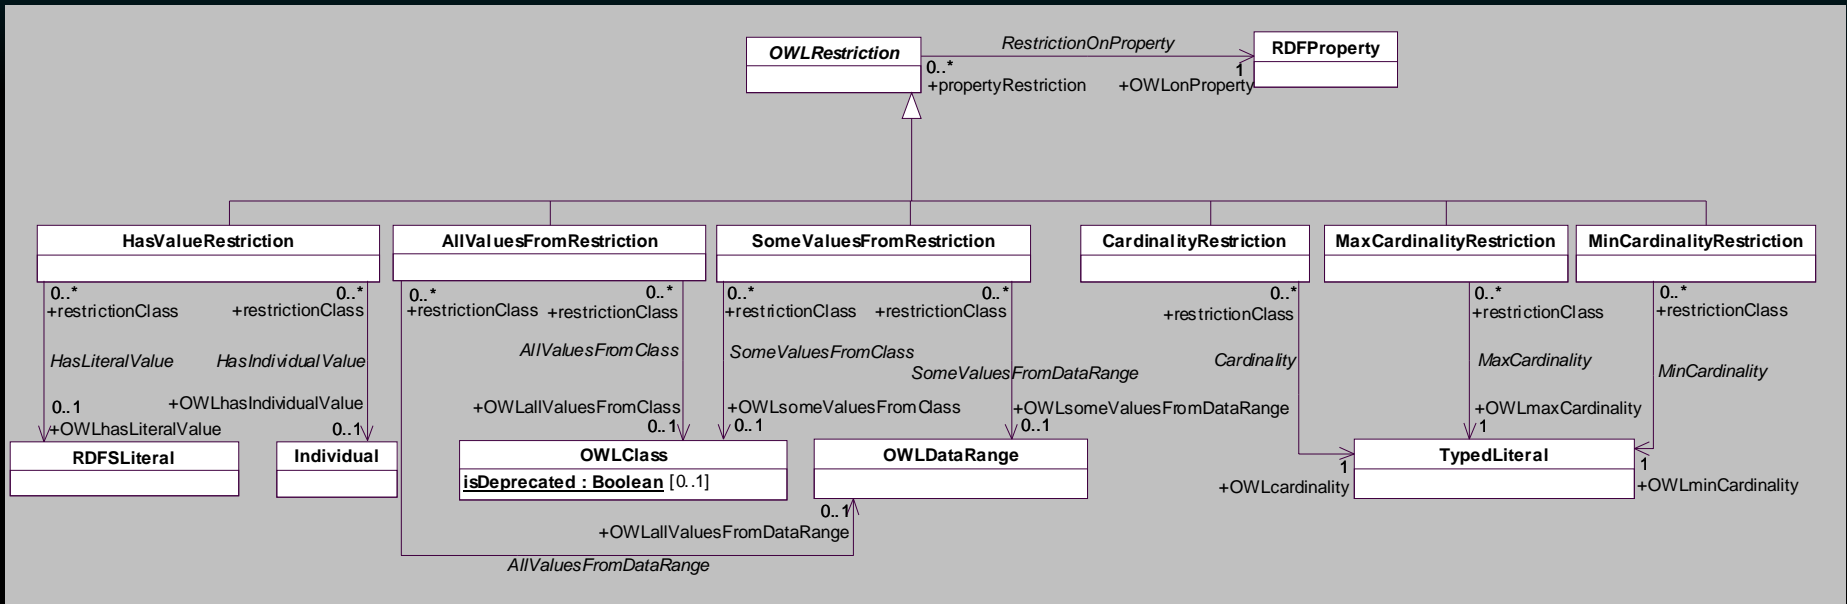 OWLRestriction
RestrictionOnProperty
RDFProperty
0..*
1
+propertyRestriction
+OWLonProperty
HasValueRestriction
AllValuesFromRestriction
SomeValuesFromRestriction
CardinalityRestriction
MaxCardinalityRestriction
MinCardinalityRestriction
0..*
+restrictionClass
0..*
+restrictionClass
0..*
+restrictionClass
0..*
+restrictionClass
0..*
+restrictionClass
0..*
+restrictionClass
0..*
+restrictionClass
0..*
+restrictionClass
0..*
+restrictionClass
HasLiteralValue
HasIndividualValue
AllValuesFromClass
SomeValuesFromClass
SomeValuesFromDataRange
Cardinality
MaxCardinality
MinCardinality
0..1
+OWLhasLiteralValue
+OWLhasIndividualValue
0..1
+OWLallValuesFromClass
0..1
+OWLsomeValuesFromClass
0..1
+OWLsomeValuesFromDataRange
0..1
+OWLmaxCardinality
1
RDFSLiteral
Individual
OWLClass
isDeprecated : Boolean [0..1]
OWLDataRange
TypedLiteral
1
+OWLcardinality
1
+OWLminCardinality
0..1
+OWLallValuesFromDataRange
AllValuesFromDataRange